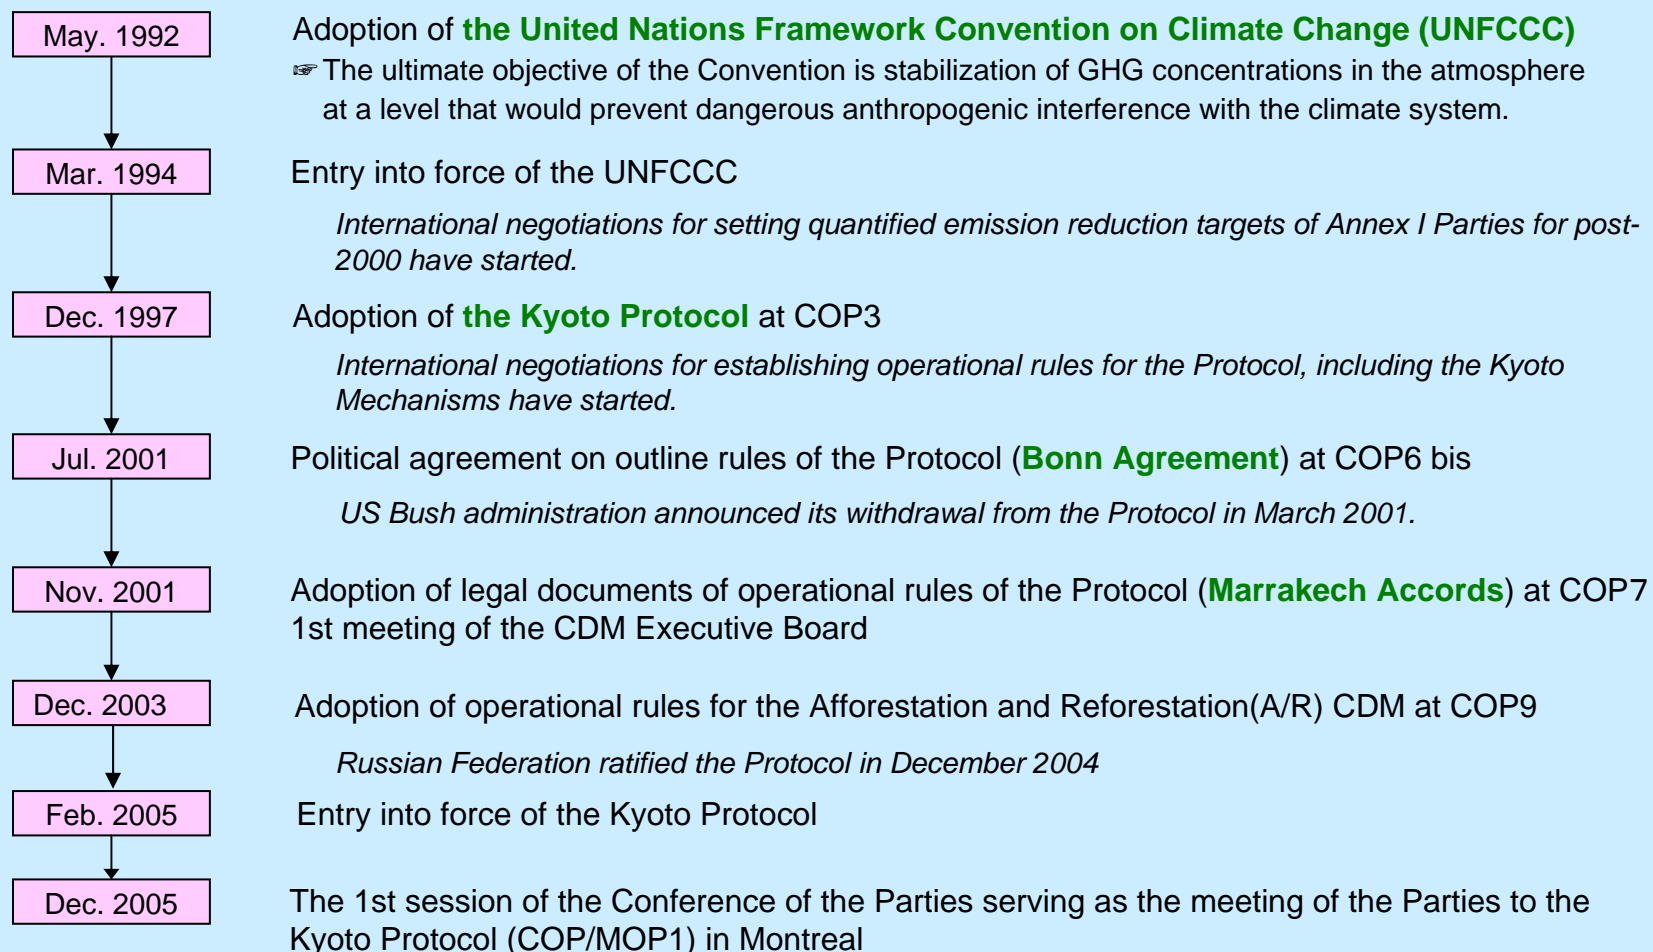 May. 1992
Adoption of the United Nations Framework Convention on Climate Change (UNFCCC)
☞ The ultimate objective of the Convention is stabilization of GHG concentrations in the atmosphere
at a level that would prevent dangerous anthropogenic interference with the climate system.
Mar. 1994
Entry into force of the UNFCCC
International negotiations for setting quantified emission reduction targets of Annex I Parties for post-
2000 have started.
Dec. 1997
Adoption of the Kyoto Protocol at COP3
International negotiations for establishing operational rules for the Protocol, including the Kyoto
Mechanisms have started.
Jul. 2001
Political agreement on outline rules of the Protocol (Bonn Agreement) at COP6 bis
US Bush administration announced its withdrawal from the Protocol in March 2001.
Nov. 2001
Adoption of legal documents of operational rules of the Protocol (Marrakech Accords) at COP7
1st meeting of the CDM Executive Board
Dec. 2003
Adoption of operational rules for the Afforestation and Reforestation(A/R) CDM at COP9
Russian Federation ratified the Protocol in December 2004
Feb. 2005
Entry into force of the Kyoto Protocol
Dec. 2005
The 1st session of the Conference of the Parties serving as the meeting of the Parties to the
Kyoto Protocol (COP/MOP1) in Montreal